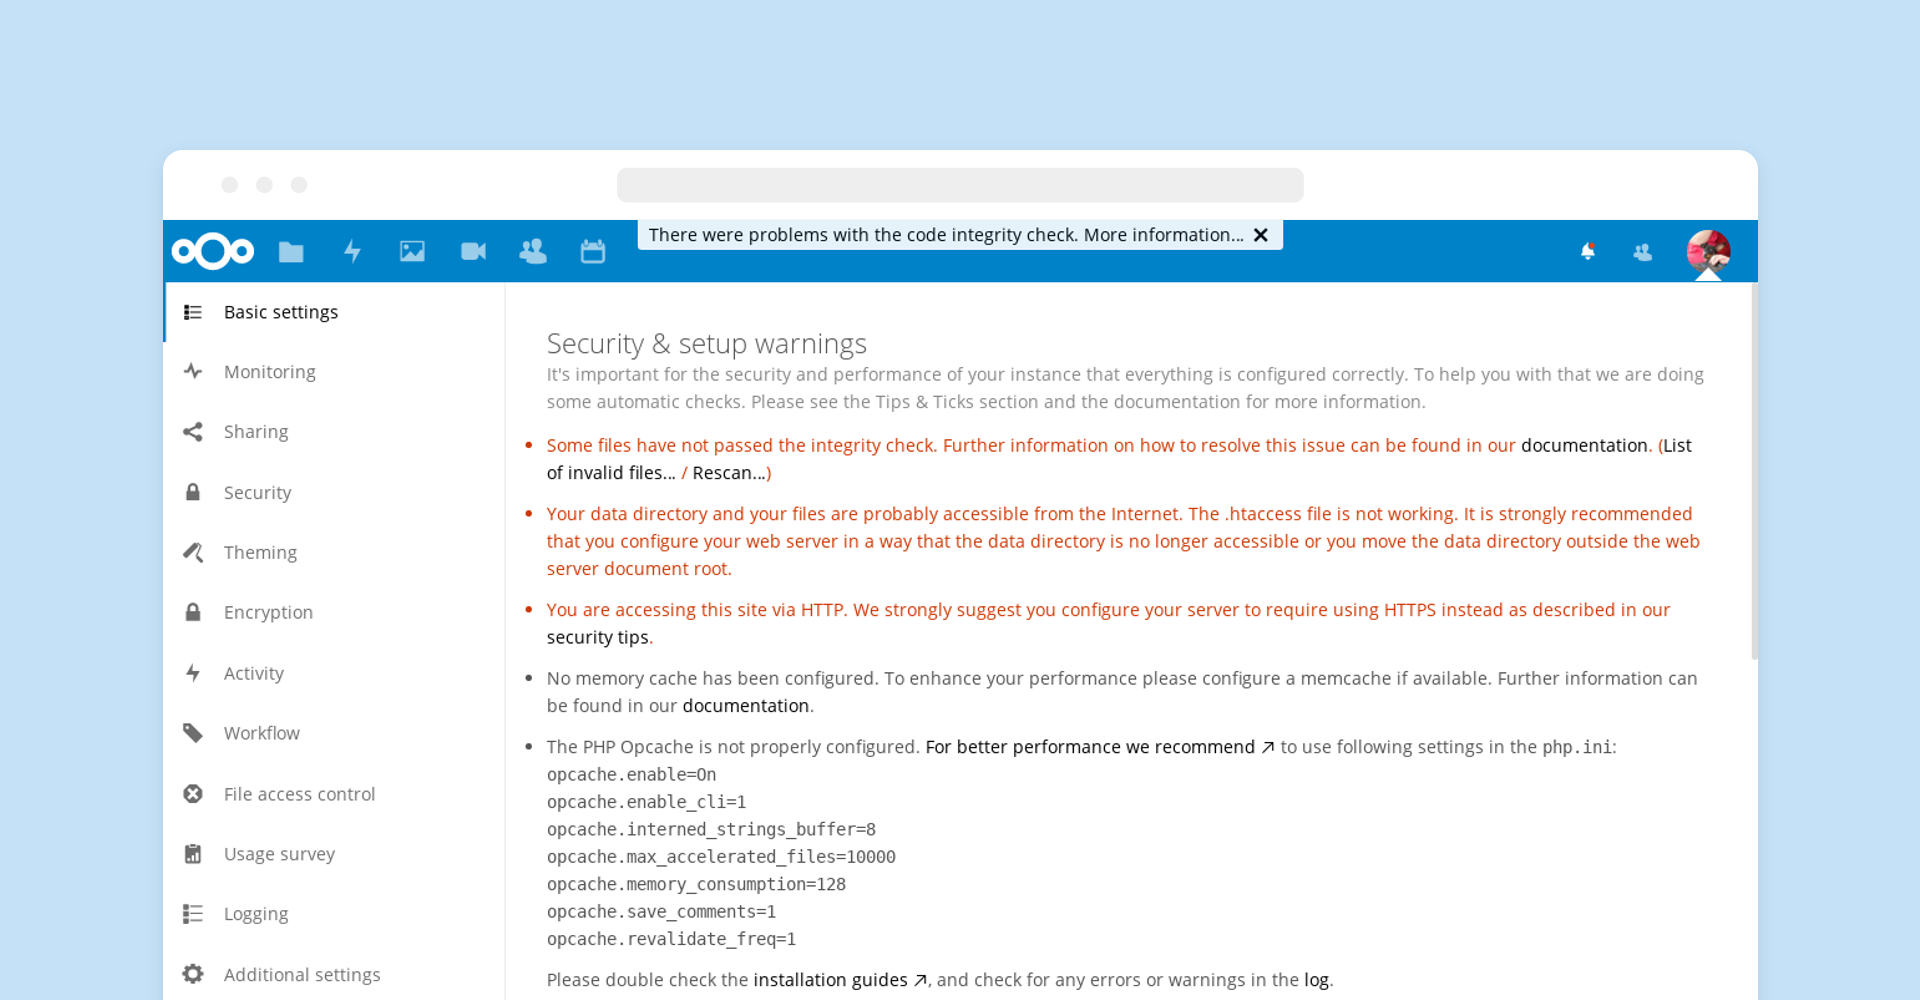 There were problems with the code integrity check. More information...
Basic settings
Monitoring
Sharing
Security
Theming
Encryption
Activity
Workflow
File access control
Usage survey
Logging
Additional settings
Security & setup warnings
It's important for the security and performance of your instance that everything is configured correctly. To help you with that we are doing
some automatic checks. Please see the Tips & Ticks section and the documentation for more information.
Some files have not passed the integrity check. Further information on how to resolve this issue can be found in our documentation. (List
of invalid files... / Rescan...)
Your data directory and your files are probably accessible from the Internet. The .htaccess file is not working. It is strongly recommended
that you configure your web server in a way that the data directory is no longer accessible or you move the data directory outside the web
server document root.
You are accessing this site via HTTP. We strongly suggest you configure your server to require using HTTPS instead as described in our
security tips.
No memory cache has been configured. To enhance your performance please configure a memcache if available. Further information can
be found in our documentation.
The PHP Opcache is not properly configured. For better performance we recommend ↗ to use following settings in the php.ini:
opcache.enable=On
opcache.enable_cli=1
opcache.interned_strings_buffer=8
opcache.max_accelerated_files=10000
opcache.memory_consumption=128
opcache.save_comments=1
opcache.revalidate_freq=1
Please double check the installation guides ↗, and check for any errors or warnings in the log.